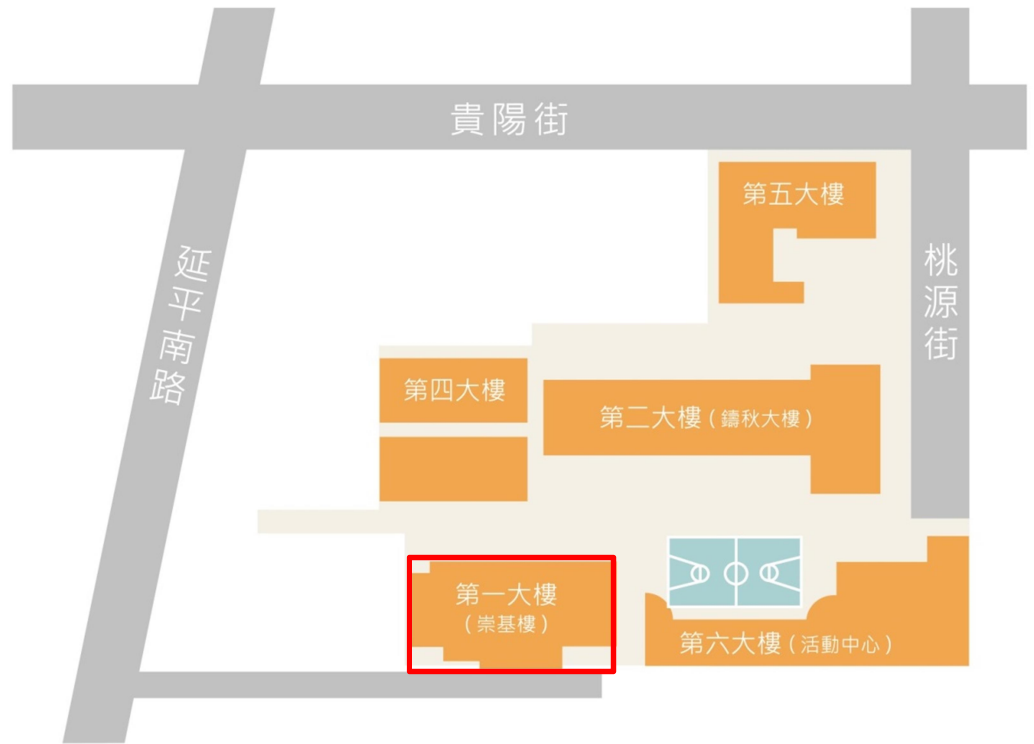 貴陽街
第五大樓
延平南路
桃源街
第四大樓
第二大樓(鑄秋大樓)
第一大樓
(崇基樓)
第六大樓(活動中心)